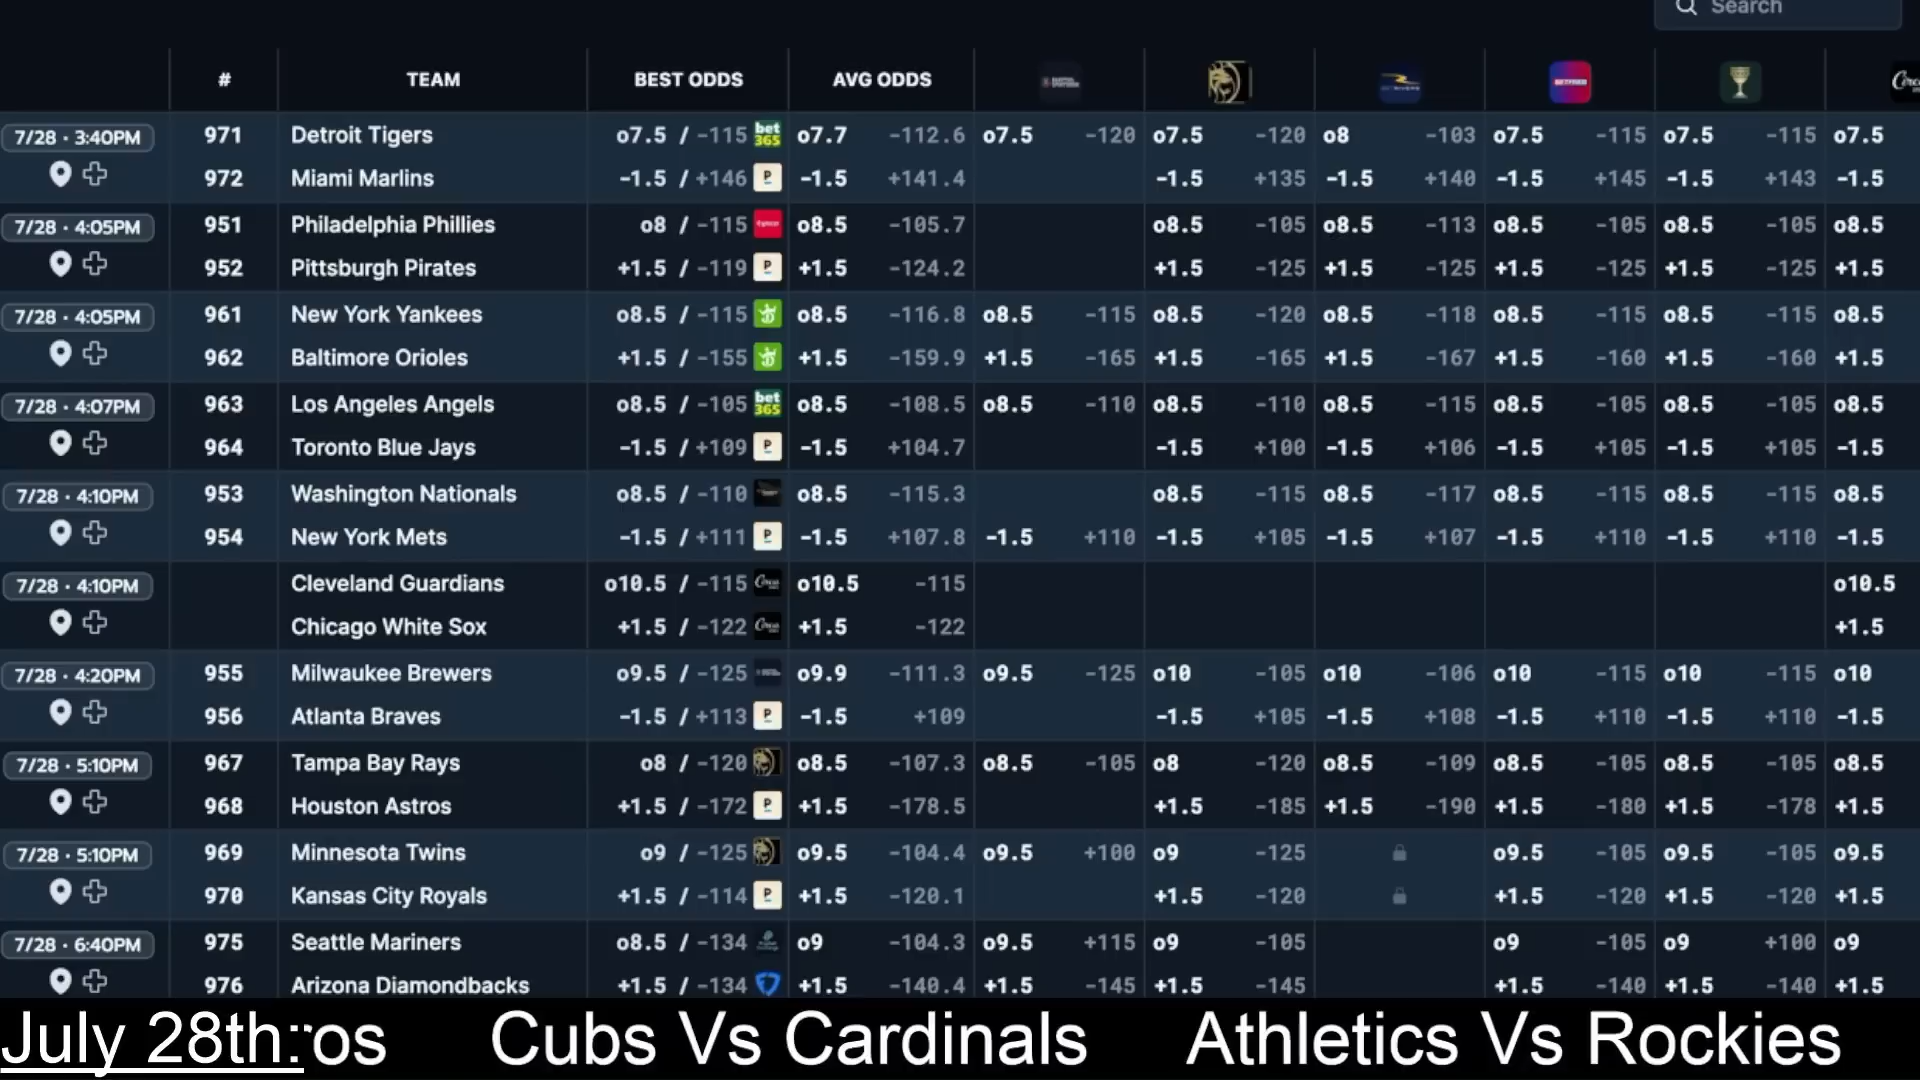 Search
# TEAM BEST ODDS AVG ODDS BETFRED Circa
7/28 • 3:40PM 971 Detroit Tigers o7.5 / -115 bet365 o7.7 -112.6 o7.5 -120 o7.5 -120 o8 -103 o7.5 -115 o7.5 -115 o7.5
972 Miami Marlins -1.5 / +146 P -1.5 +141.4 -1.5 +135 -1.5 +140 -1.5 +145 -1.5 +143 -1.5
7/28 • 4:05PM 951 Philadelphia Phillies o8 / -115 o8.5 -105.7 o8.5 -105 o8.5 -113 o8.5 -105 o8.5 -105 o8.5
952 Pittsburgh Pirates +1.5 / -119 P +1.5 -124.2 +1.5 -125 +1.5 -125 +1.5 -125 +1.5 -125 +1.5
7/28 • 4:05PM 961 New York Yankees o8.5 / -115 o8.5 -116.8 o8.5 -115 o8.5 -120 o8.5 -118 o8.5 -115 o8.5 -115 o8.5
962 Baltimore Orioles +1.5 / -155 +1.5 -159.9 +1.5 -165 +1.5 -165 +1.5 -167 +1.5 -160 +1.5 -160 +1.5
7/28 • 4:07PM 963 Los Angeles Angels o8.5 / -105 bet365 o8.5 -108.5 o8.5 -110 o8.5 -110 o8.5 -115 o8.5 -105 o8.5 -105 o8.5
964 Toronto Blue Jays -1.5 / +109 P -1.5 +104.7 -1.5 +100 -1.5 +106 -1.5 +105 -1.5 +105 -1.5
7/28 • 4:10PM 953 Washington Nationals o8.5 / -110 o8.5 -115.3 o8.5 -115 o8.5 -117 o8.5 -115 o8.5 -115 o8.5
954 New York Mets -1.5 / +111 P -1.5 +107.8 -1.5 +110 -1.5 +105 -1.5 +107 -1.5 +110 -1.5 +110 -1.5
7/28 • 4:10PM Cleveland Guardians o10.5 / -115 Circa o10.5 -115 o10.5
Chicago White Sox +1.5 / -122 Circa +1.5 -122 +1.5
7/28 • 4:20PM 955 Milwaukee Brewers o9.5 / -125 o9.9 -111.3 o9.5 -125 o10 -105 o10 -106 o10 -115 o10 -115 o10
956 Atlanta Braves -1.5 / +113 P -1.5 +109 -1.5 +105 -1.5 +108 -1.5 +110 -1.5 +110 -1.5
7/28 • 5:10PM 967 Tampa Bay Rays o8 / -120 o8.5 -107.3 o8.5 -105 o8 -120 o8.5 -109 o8.5 -105 o8.5 -105 o8.5
968 Houston Astros +1.5 / -172 P +1.5 -178.5 +1.5 -185 +1.5 -190 +1.5 -180 +1.5 -178 +1.5
7/28 • 5:10PM 969 Minnesota Twins o9 / -125 o9.5 -104.4 o9.5 +100 o9 -125 o9.5 -105 o9.5 -105 o9.5
970 Kansas City Royals +1.5 / -114 P +1.5 -120.1 +1.5 -120 +1.5 -120 +1.5 -120 +1.5
7/28 • 6:40PM 975 Seattle Mariners o8.5 / -134 o9 -104.3 o9.5 +115 o9 -105 o9 -105 o9 +100 o9
976 Arizona Diamondbacks +1.5 / -134 +1.5 -140.4 +1.5 -145 +1.5 -145 +1.5 -140 +1.5 -140 +1.5
July 28th: os Cubs Vs Cardinals Athletics Vs Rockies